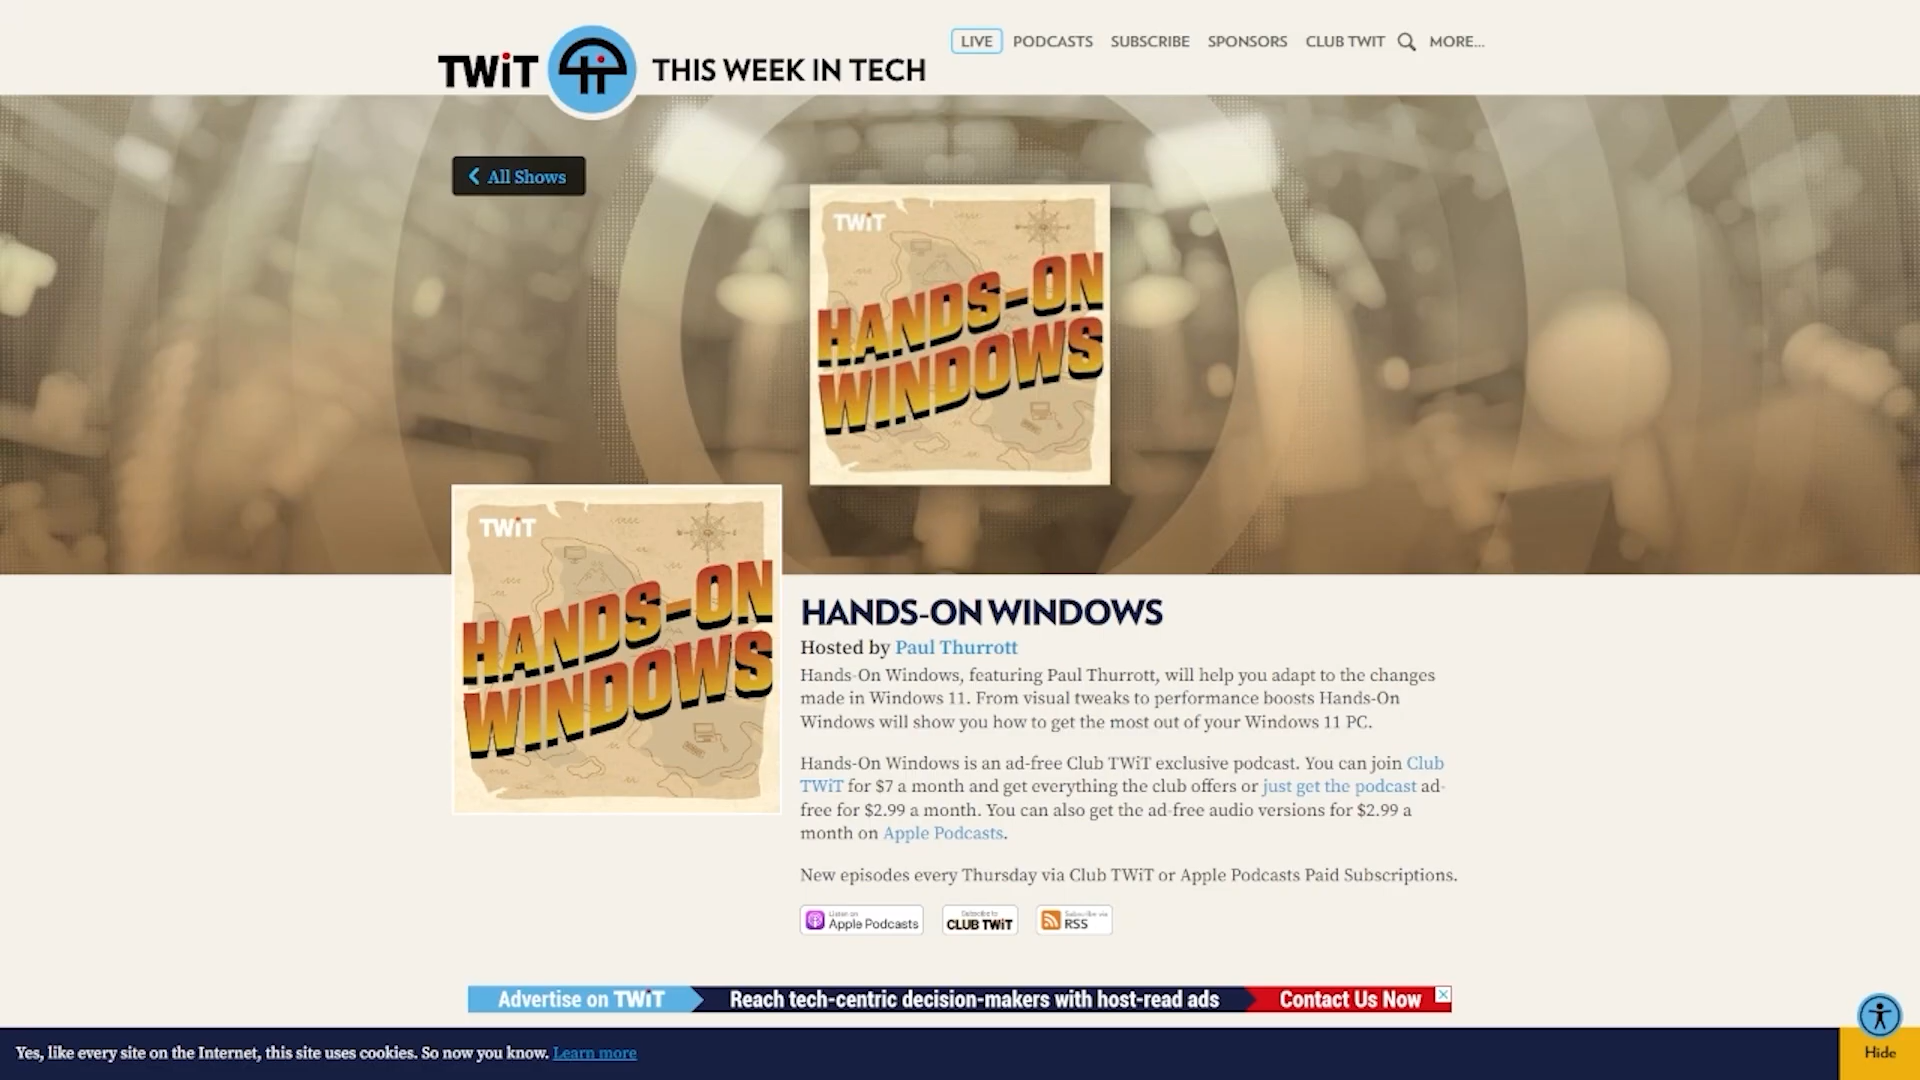 TWiT
THIS WEEK IN TECH
LIVE
PODCASTS
SUBSCRIBE
SPONSORS
CLUB TWIT
MORE...
All Shows
TWiT
HANDS-ON
WINDOWS
TWiT
HANDS-ON
WINDOWS
HANDS-ON WINDOWS
Hosted by Paul Thurrott
Hands-On Windows, featuring Paul Thurrott, will help you adapt to the changes
made in Windows 11. From visual tweaks to performance boosts Hands-On
Windows will show you how to get the most out of your Windows 11 PC.
Hands-On Windows is an ad-free Club TWiT exclusive podcast. You can join Club
TWiT for $7 a month and get everything the club offers or just get the podcast ad-
free for $2.99 a month. You can also get the ad-free audio versions for $2.99 a
month on Apple Podcasts.
New episodes every Thursday via Club TWiT or Apple Podcasts Paid Subscriptions.
Listen on
Apple Podcasts
Subscribe to
CLUB TWiT
Subscribe via
RSS
Advertise on TWiT
Reach tech-centric decision-makers with host-read ads
Contact Us Now
Yes, like every site on the Internet, this site uses cookies. So now you know. Learn more
Hide